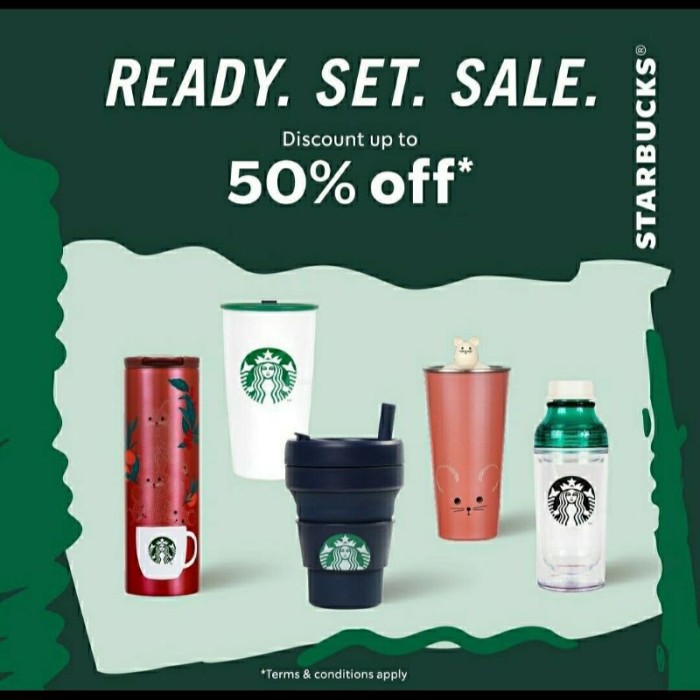 READY. SET. SALE.
Discount up to
50% off*
STARBUCKS®
*Terms & conditions apply